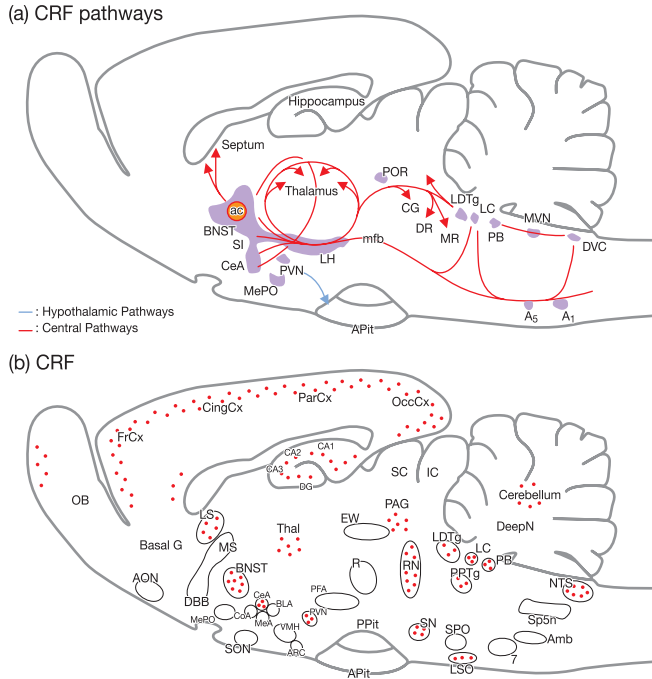 (a) CRF pathways
Hippocampus
Septum
POR
Thalamus
LDTg
CG
LC
ac
MVN
BNST
DR
PB
SI
MR
mfb
DVC
LH
CeA
PVN
MePO
— : Hypothalamic Pathways
— : Central Pathways
APit
A5
A1
(b) CRF
ParCx
OccCx
CingCx
FrCx
CA1
CA2
CA3
SC
IC
DG
Cerebellum
OB
PAG
LS
EW
DeepN
Thal
LDTg
Basal G
MS
LC
PB
BNST
R
RN
AON
PPTg
NTS
CeA
PFA
DBB
BLA
MePO
CoA
MeA
PVN
Sp5n
VMH
PPit
SN
SPO
Amb
SON
ARC
7
APit
LSO